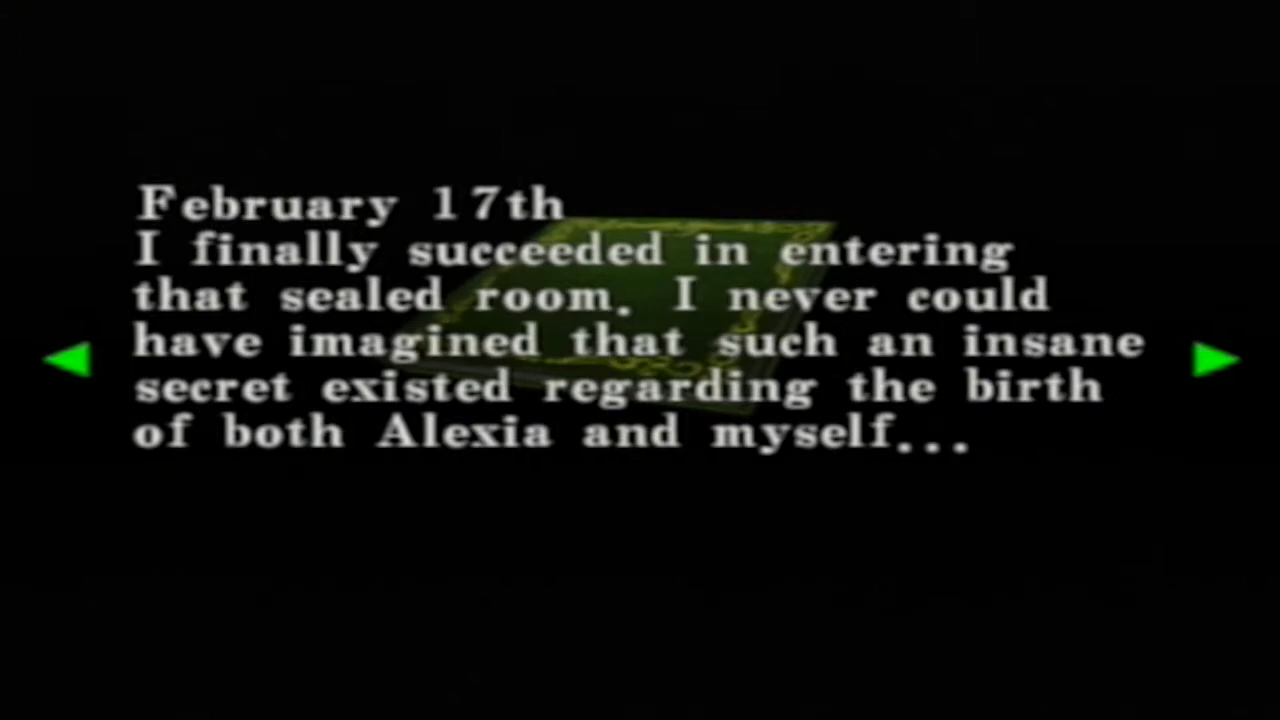 February 17th
I finally succeeded in entering
that sealed room. I never could
have imagined that such an insane
secret existed regarding the birth
of both Alexia and myself...